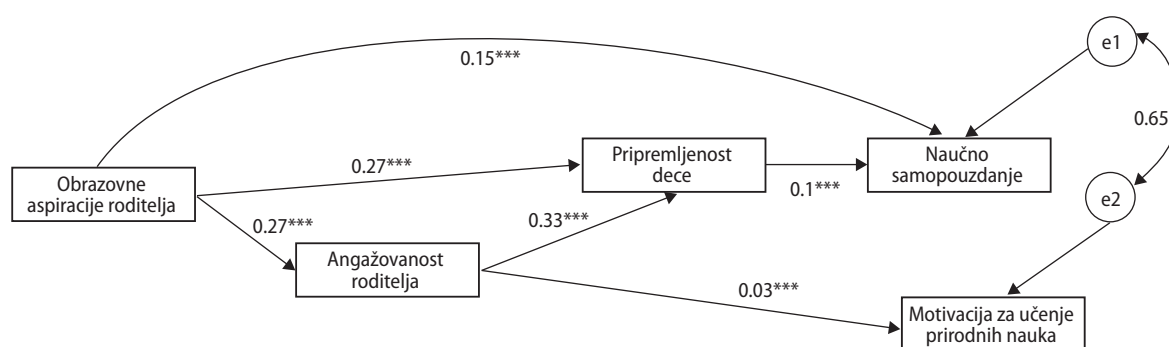 e1
0.15***
0.65
Pripremljenost
dece
Naučno
samopouzdanje
0.27***
0.1***
Obrazovne
aspiracije roditelja
e2
0.33***
0.27***
Angažovanost
roditelja
0.03***
Motivacija za učenje
prirodnih nauka